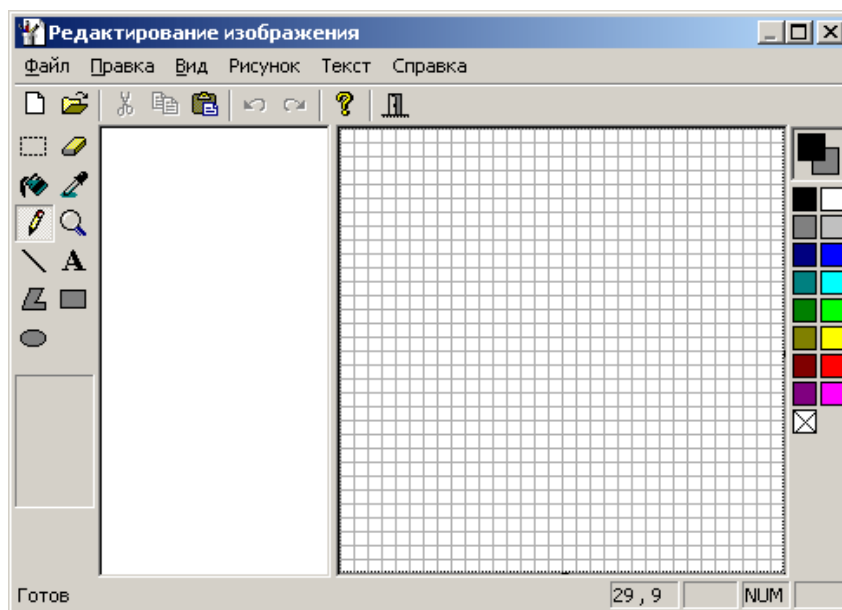 Редактирование изображения
Файл Правка Вид Рисунок Текст Справка
A
Готов 29,9 NUM